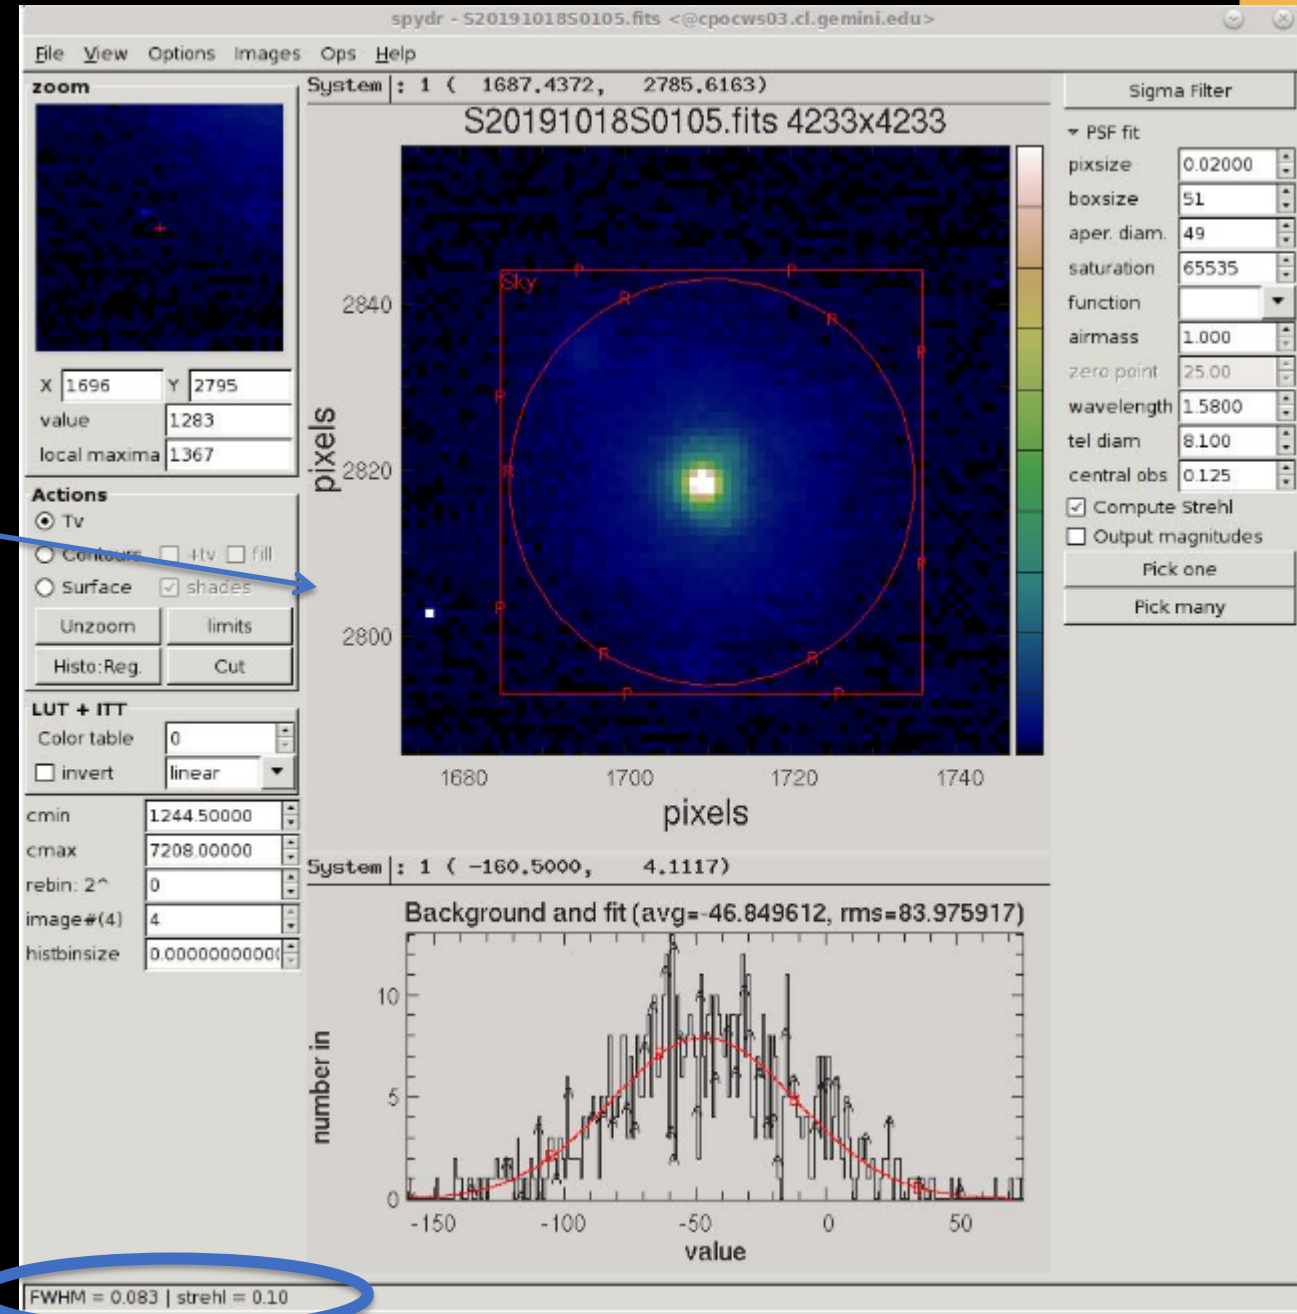 spydr - S20191018S0105.fits <@cpocws03.cl.gemini.edu>
File View Options Images Ops Help
zoom
X 1696 Y 2795
value 1283
local maxima 1367
Actions
Tv
Contours +tv fill
Surface shades
Unzoom limits
Histo:Reg. Cut
LUT + ITT
Color table 0
invert linear
cmin 1244.50000
cmax 7208.00000
rebin: 2^ 0
image#(4) 4
histbinsize 0.0000000000
System : 1 ( 1687.4372, 2785.6163)
S20191018S0105.fits 4233x4233
Sky
P P
R
R
P
P
R
P
P
R R
P P
2840
2820
2800
pixels
1680 1700 1720 1740
pixels
System : 1 ( -160.5000, 4.1117)
Background and fit (avg=-46.849612, rms=83.975917)
10
5
0
number in
-150 -100 -50 0 50
value
Sigma Filter
PSF fit
pixsize 0.02000
boxsize 51
aper. diam. 49
saturation 65535
function
airmass 1.000
zero point 25.00
wavelength 1.5800
tel diam 8.100
central obs 0.125
Compute Strehl
Output magnitudes
Pick one
Pick many
FWHM = 0.083 | strehl = 0.10